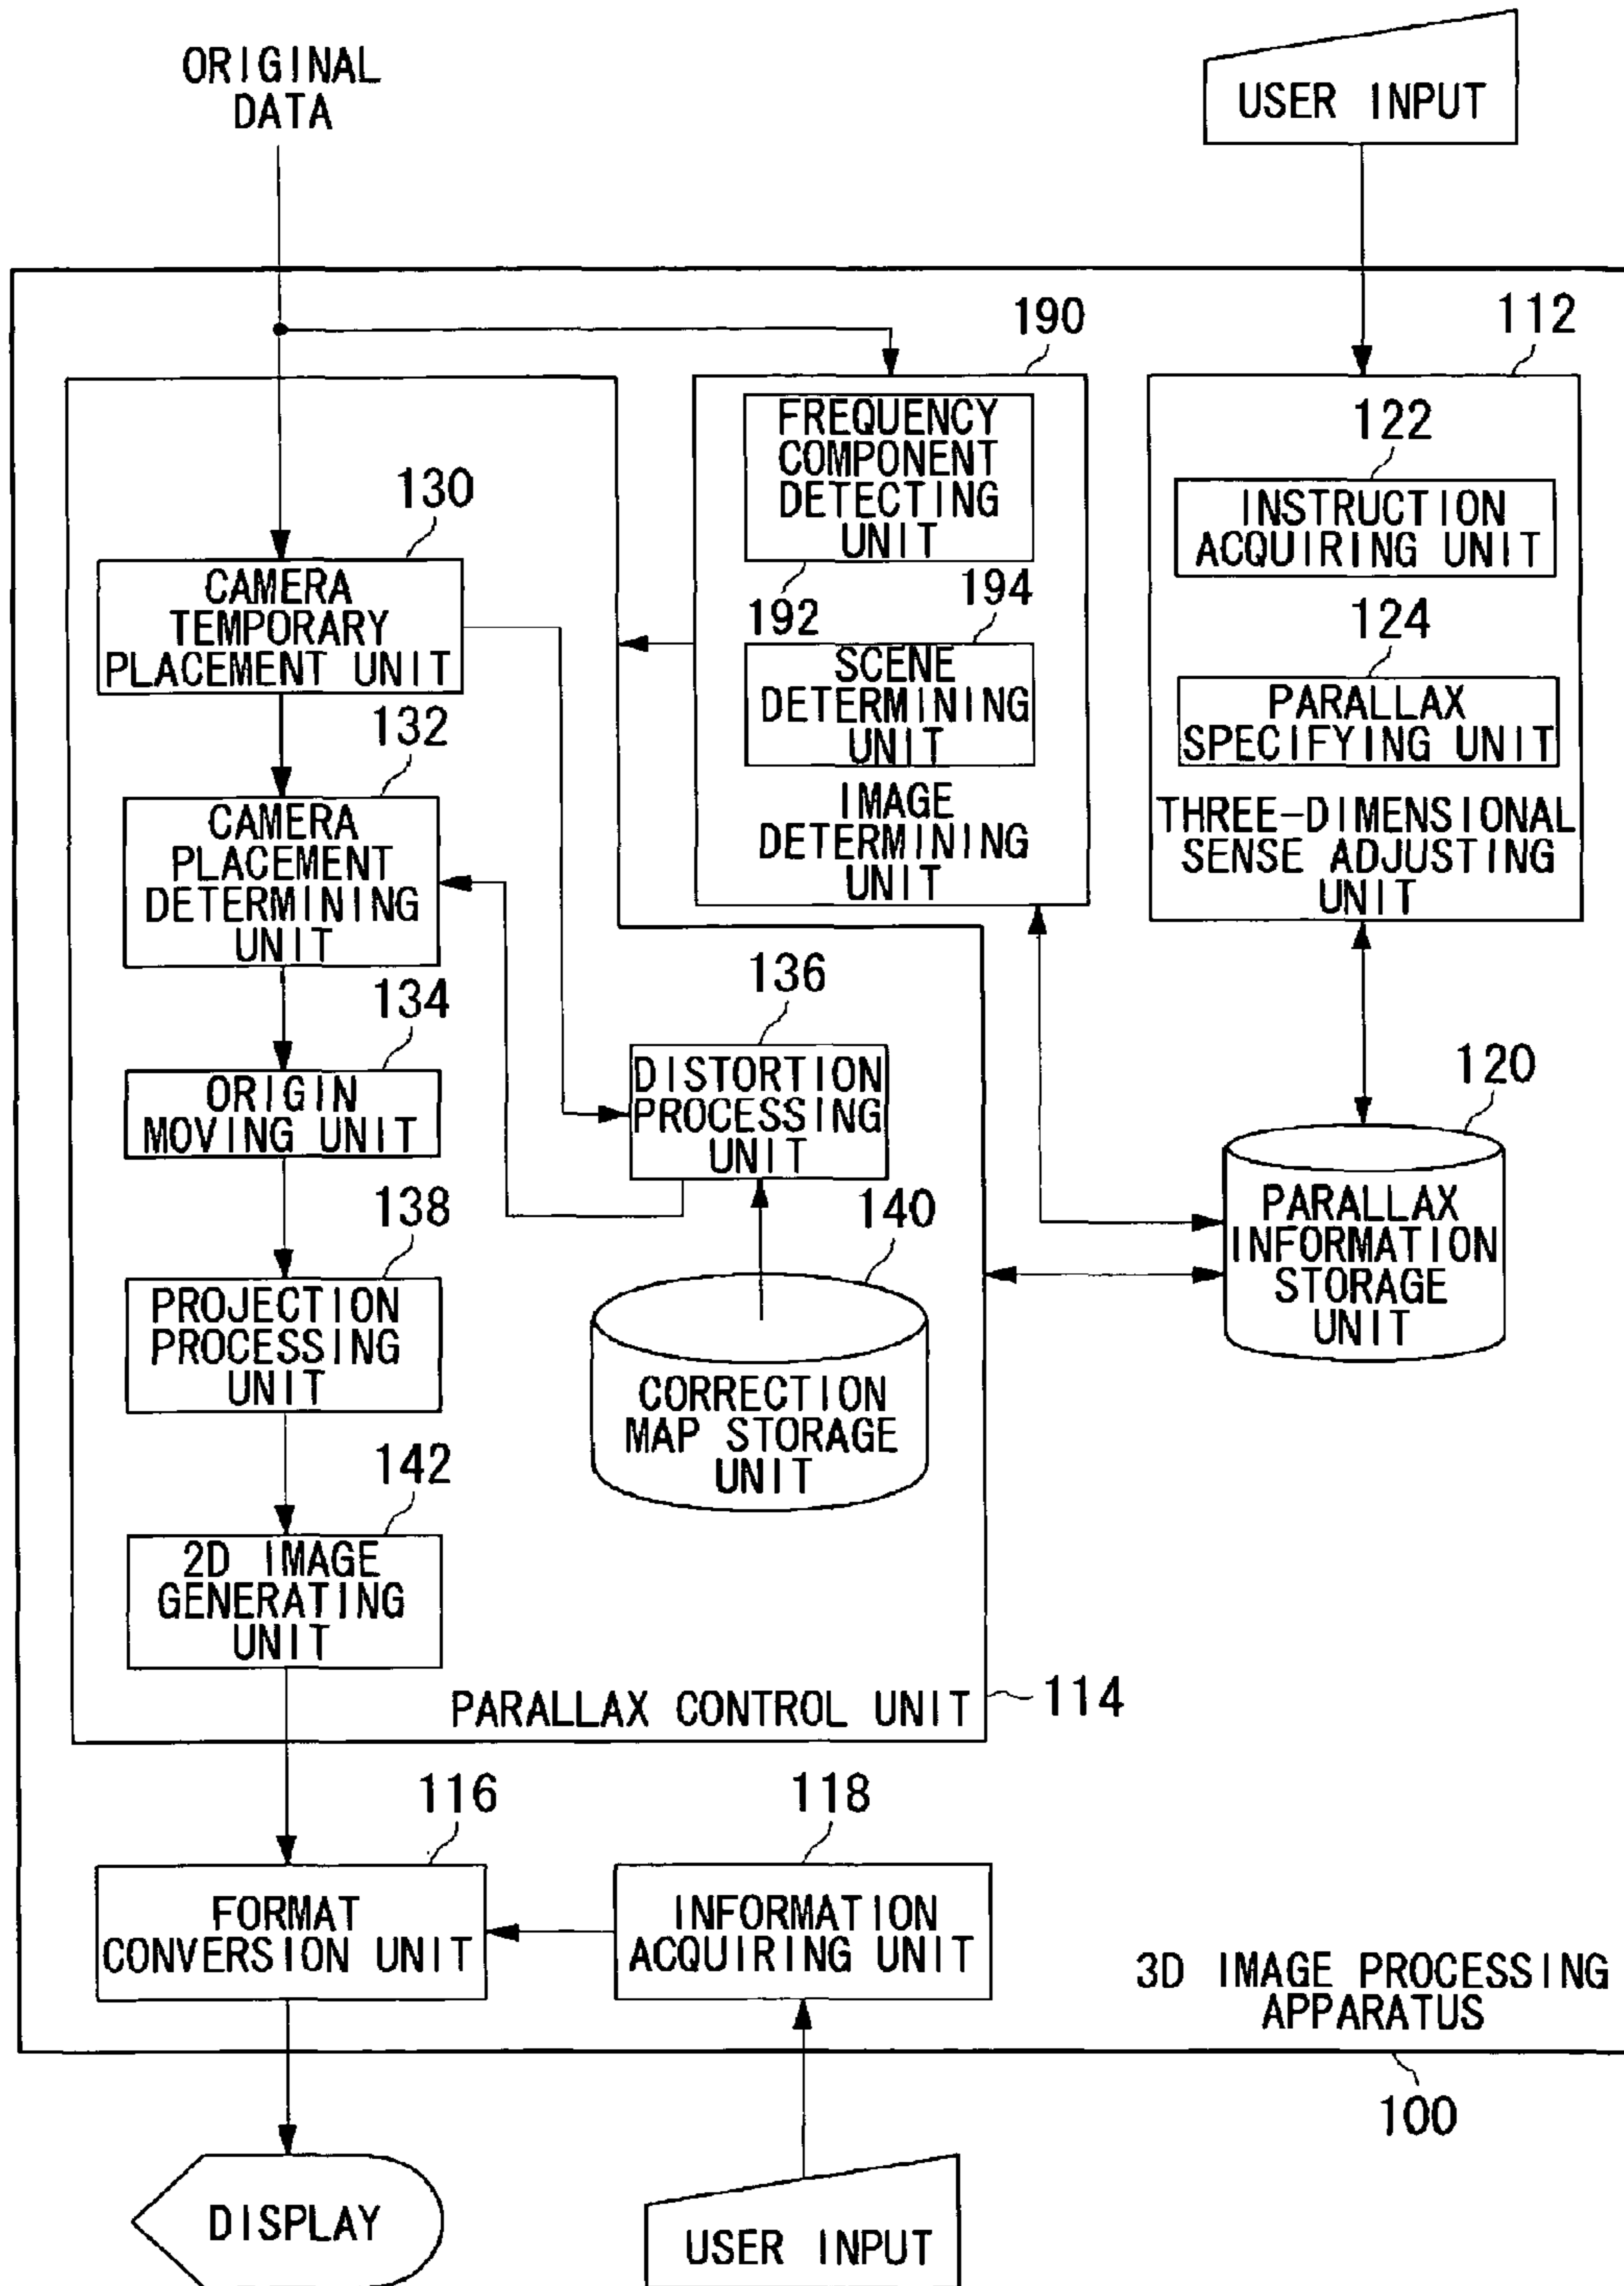 ORIGINAL
DATA
USER INPUT
190
112
FREQUENCY
COMPONENT
DETECTING
UNIT
192
194
SCENE
DETERMINING
UNIT
IMAGE
DETERMINING
UNIT
122
INSTRUCTION
ACQUIRING UNIT
124
PARALLAX
SPECIFYING UNIT
THREE-DIMENSIONAL
SENSE ADJUSTING
UNIT
130
CAMERA
TEMPORARY
PLACEMENT UNIT
132
CAMERA
PLACEMENT
DETERMINING
UNIT
134
ORIGIN
MOVING UNIT
136
DISTORTION
PROCESSING
UNIT
120
PARALLAX
INFORMATION
STORAGE
UNIT
138
PROJECTION
PROCESSING
UNIT
140
CORRECTION
MAP STORAGE
UNIT
142
2D IMAGE
GENERATING
UNIT
PARALLAX CONTROL UNIT
114
116
FORMAT
CONVERSION UNIT
118
INFORMATION
ACQUIRING UNIT
3D IMAGE PROCESSING
APPARATUS
100
DISPLAY
USER INPUT